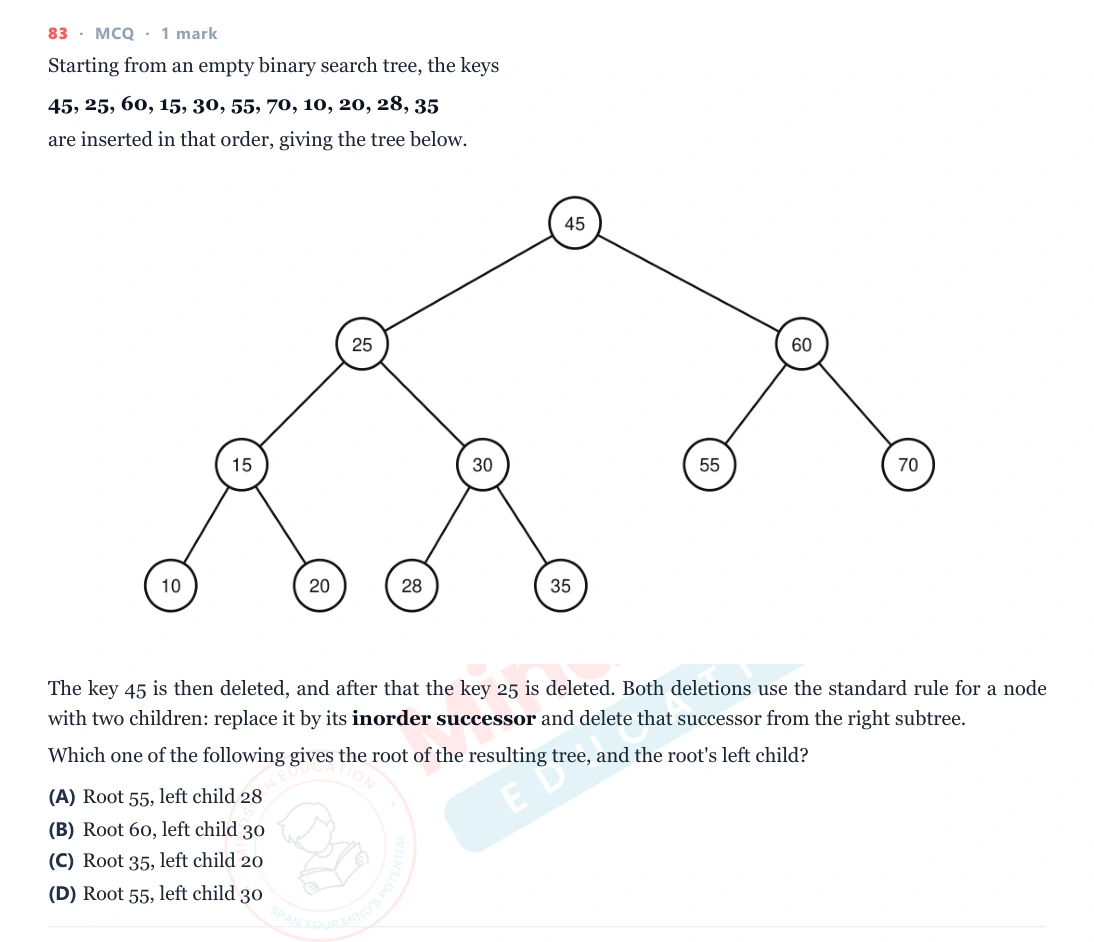 83 · MCQ · 1 mark
Starting from an empty binary search tree, the keys
45, 25, 60, 15, 30, 55, 70, 10, 20, 28, 35
are inserted in that order, giving the tree below.
45
25
60
15
30
55
70
10
20
28
35
The key 45 is then deleted, and after that the key 25 is deleted. Both deletions use the standard rule for a node
with two children: replace it by its inorder successor and delete that successor from the right subtree.
Which one of the following gives the root of the resulting tree, and the root's left child?
(A) Root 55, left child 28
(B) Root 60, left child 30
(C) Root 35, left child 20
(D) Root 55, left child 30
SPAN YOUR MIND'S POTENTIAL